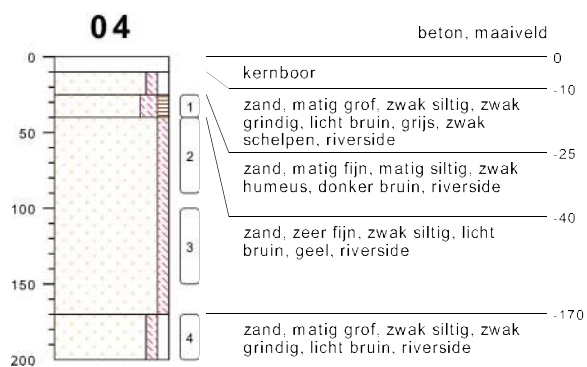 04
beton, maaiveld
0
0
kernboor
-10
zand, matig grof, zwak siltig, zwak
grindig, licht bruin, grijs, zwak
schelpen, riverside
-25
zand, matig fijn, matig siltig, zwak
humeus, donker bruin, riverside
-40
zand, zeer fijn, zwak siltig, licht
bruin, geel, riverside
-170
zand, matig grof, zwak siltig, zwak
grindig, licht bruin, riverside
50
100
150
200
1
2
3
4